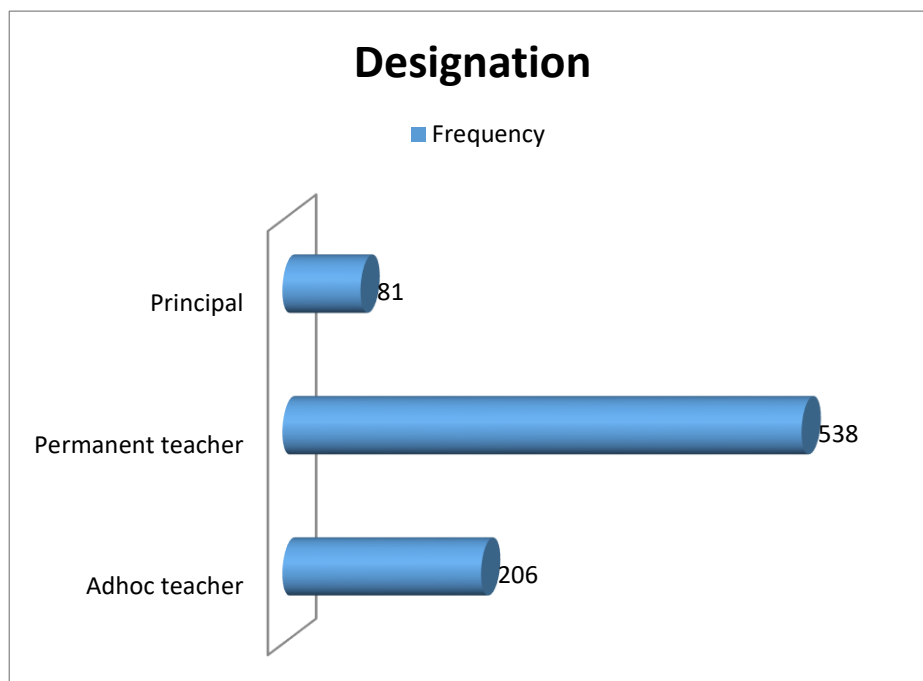 Designation
Frequency
Principal
81
Permanent teacher
538
Adhoc teacher
206